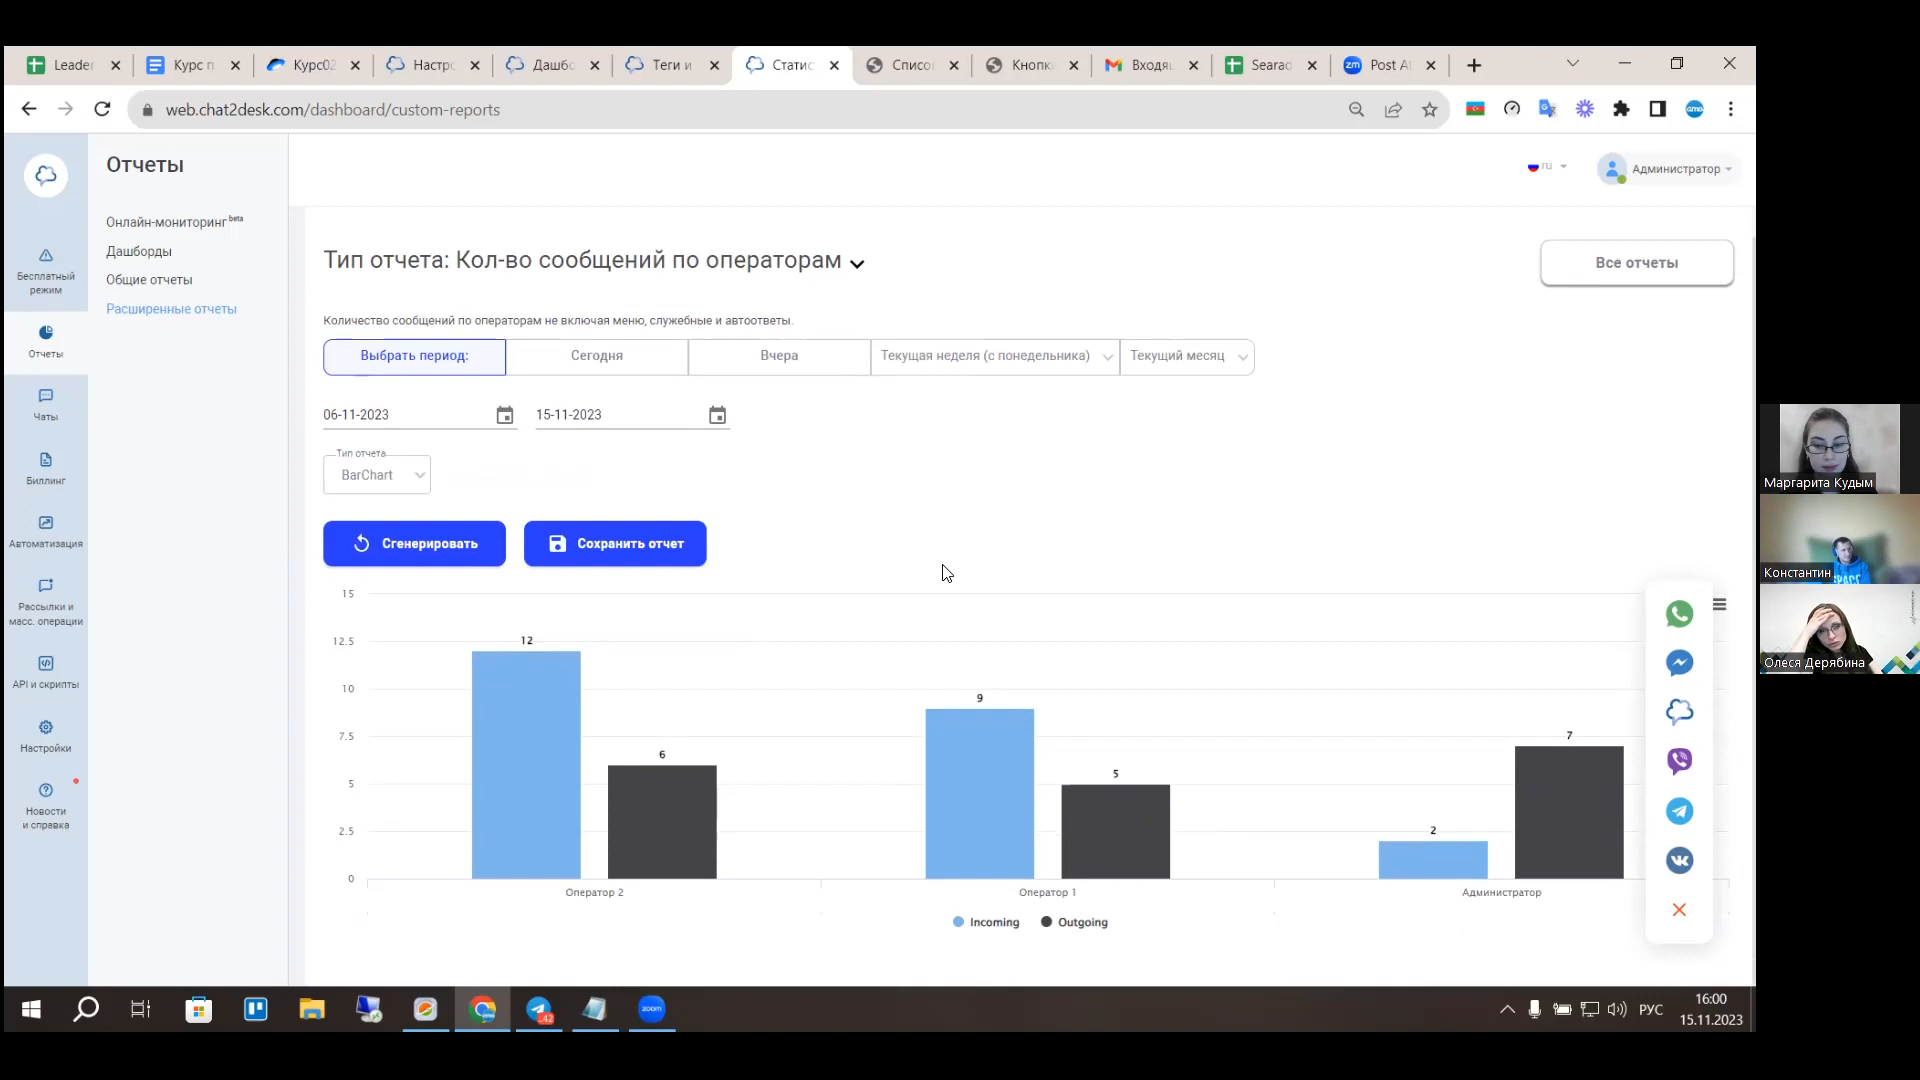 Leader
Курс п
Курс02
Настро
Дашбо
Теги и
Статис
Списо
Кнопк
Входящ
Searad
Post A
web.chat2desk.com/dashboard/custom-reports
Отчеты
ru
Администратор
Онлайн-мониторинг beta
Дашборды
Общие отчеты
Расширенные отчеты
Бесплатный
режим
Отчеты
Чаты
Биллинг
Автоматизация
Рассылки и
масс. операции
API и скрипты
Настройки
Новости
и справка
Тип отчета: Кол-во сообщений по операторам
Все отчеты
Количество сообщений по операторам не включая меню, служебные и автоответы.
Выбрать период:
Сегодня
Вчера
Текущая неделя (с понедельника)
Текущий месяц
06-11-2023
15-11-2023
Тип отчета
BarChart
Сгенерировать
Сохранить отчет
15
12.5
10
7.5
5
2.5
0
12
6
9
5
2
7
Оператор 2
Оператор 1
Администратор
Incoming
Outgoing
Маргарита Кудым
Константин
SPACE
Олеся Дерябина
42
zoom
РУС
16:00
15.11.2023